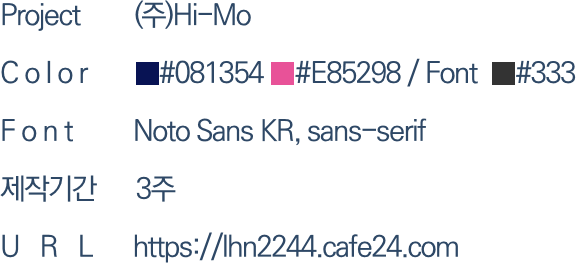 Project (주)Hi-Mo
Color #081354 #E85298 / Font #333
Font Noto Sans KR, sans-serif
제작기간 3주
URL https://lhn2244.cafe24.com